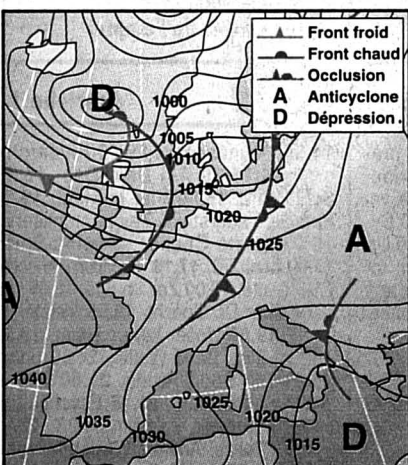 Front froid
Front chaud
Occlusion
A Anticyclone
D Dépression
D
1000
1005
1010
1015
1020
1025
A
A
1040
D
1025
1035
1020
1030
1015
D